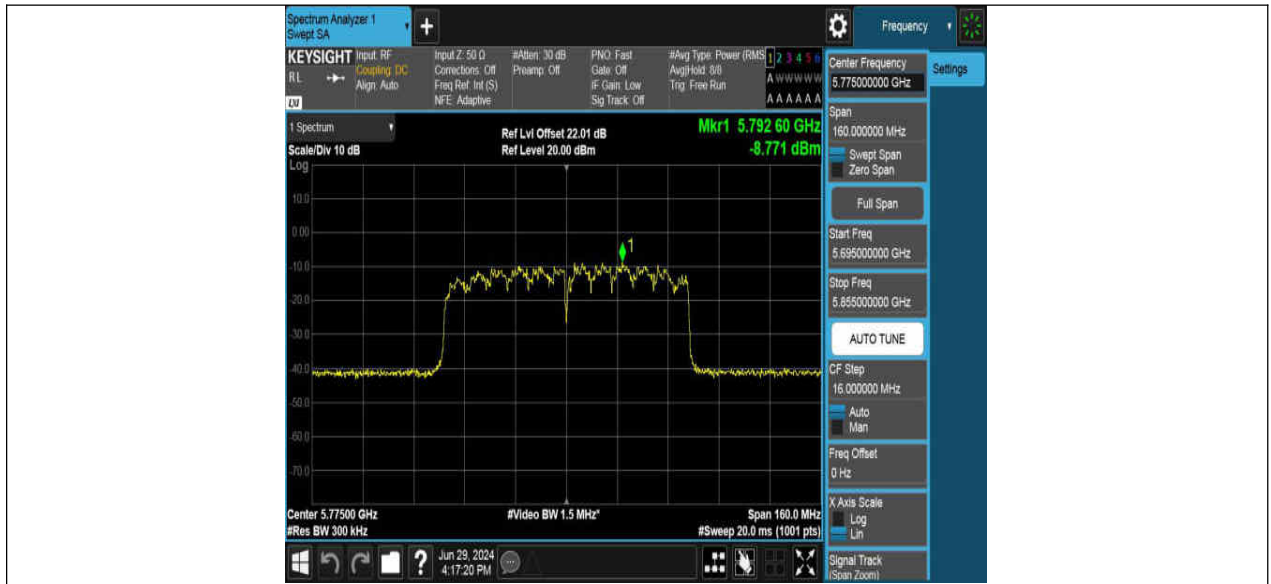 Spectrum Analyzer 1
Swept SA
+
Frequency
KEYSIGHT
RL
Input: RF
Coupling: DC
Align: Auto
Input Z: 50 Ω
Corrections: Off
Freq Ref: Int (S)
NFE: Adaptive
#Atten: 30 dB
Preamp: Off
PNO: Fast
Gate: Off
IF Gain: Low
Sig Track: Off
#Avg Type: Power (RMS
Avg|Hold: 8/8
Trig: Free Run
1 2 3 4 5 6
A W W W W W
A A A A A A
LXI
1 Spectrum
Scale/Div 10 dB
Ref Lvl Offset 22.01 dB
Ref Level 20.00 dBm
Mkr1 5.792 60 GHz
-8.771 dBm
Log
10.0
0.00
-10.0
-20.0
-30.0
-40.0
-50.0
-60.0
-70.0
1
Center 5.77500 GHz
#Res BW 300 kHz
#Video BW 1.5 MHz*
Span 160.0 MHz
#Sweep 20.0 ms (1001 pts)
Center Frequency
5.775000000 GHz
Settings
Span
160.000000 MHz
Swept Span
Zero Span
Full Span
Start Freq
5.695000000 GHz
Stop Freq
5.855000000 GHz
AUTO TUNE
CF Step
16.000000 MHz
Auto
Man
Freq Offset
0 Hz
X Axis Scale
Log
Lin
Signal Track
(Span Zoom)
?
Jun 29, 2024
4:17:20 PM